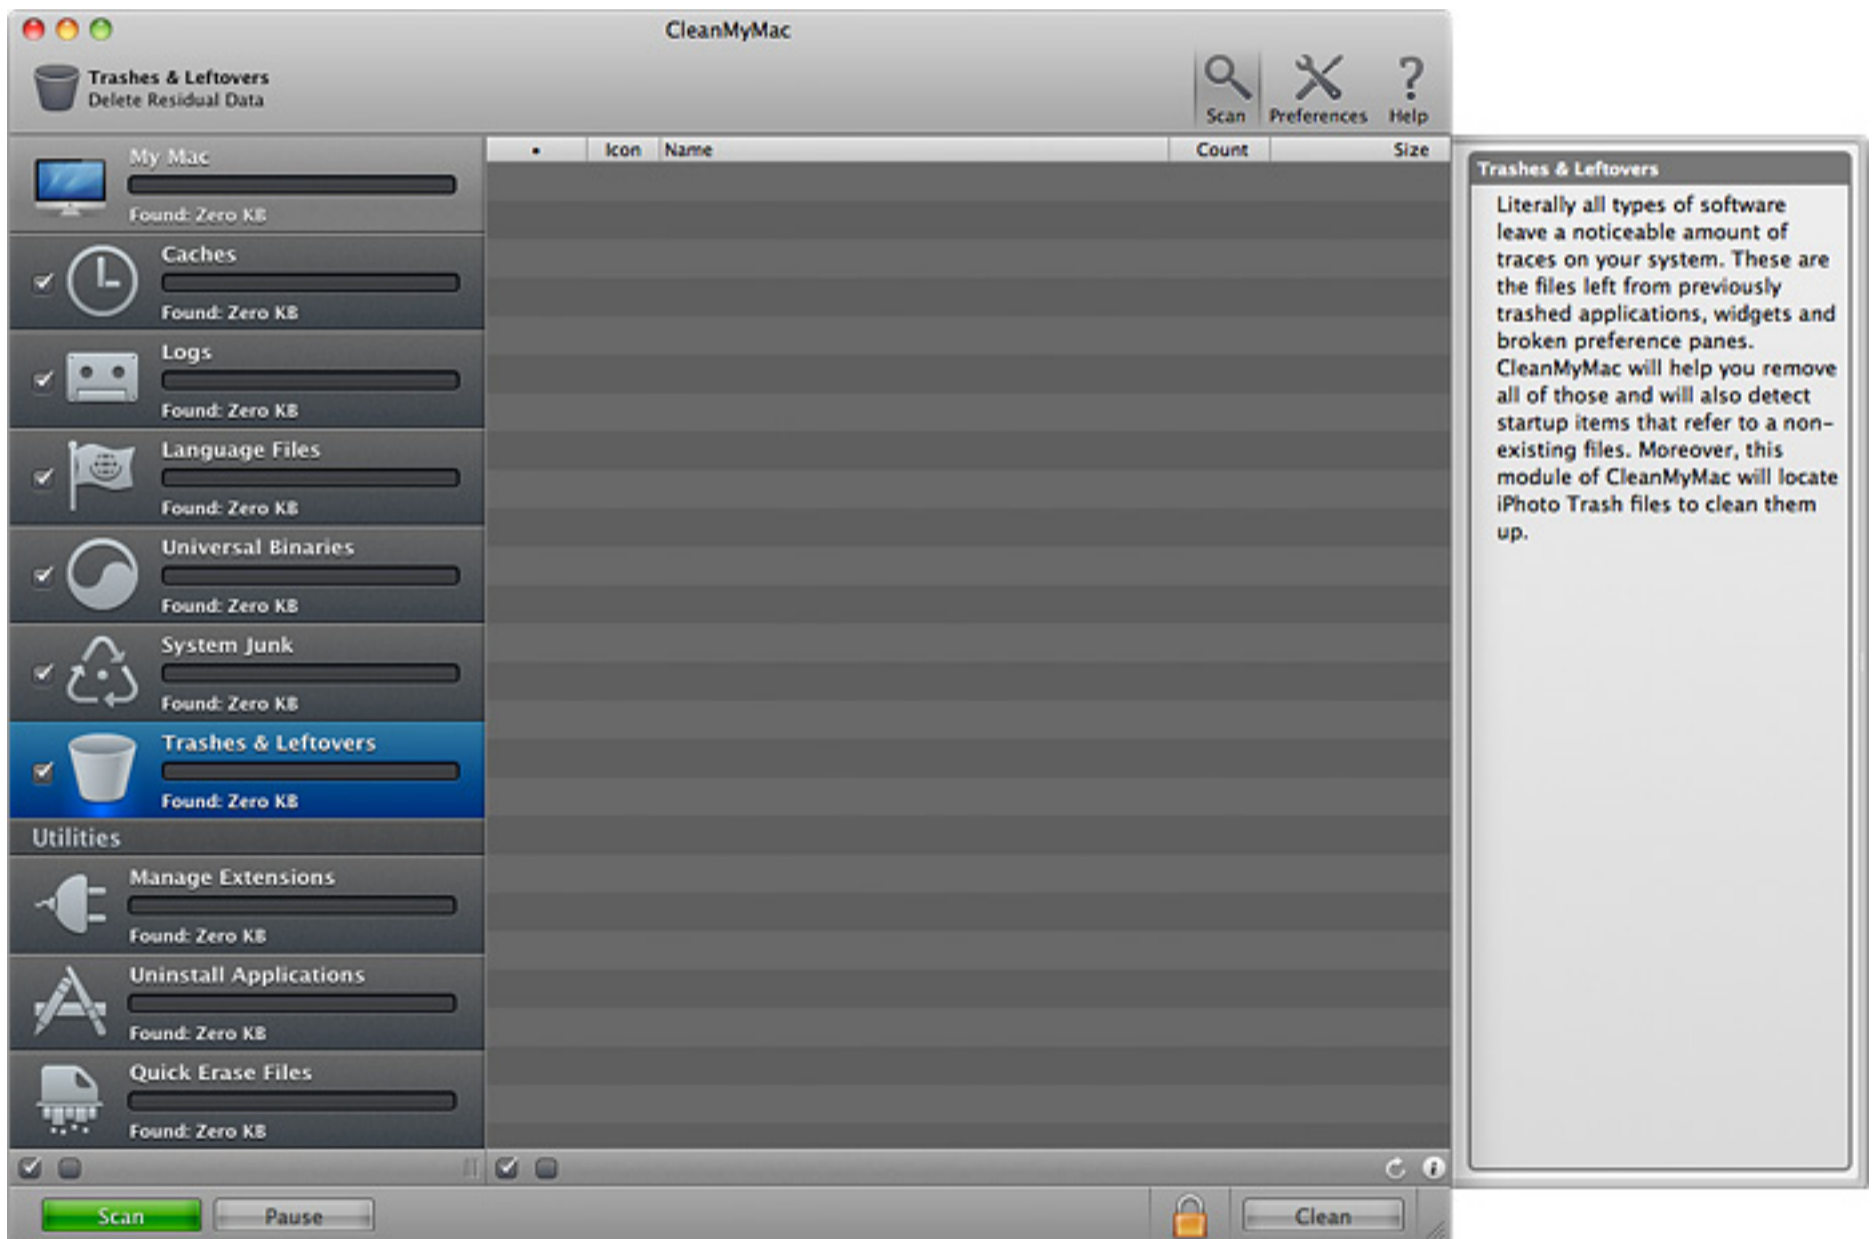 CleanMyMac
Trashes & Leftovers
Delete Residual Data
Scan
Preferences
Help
My Mac
Found: Zero KB
Caches
Found: Zero KB
Logs
Found: Zero KB
Language Files
Found: Zero KB
Universal Binaries
Found: Zero KB
System Junk
Found: Zero KB
Trashes & Leftovers
Found: Zero KB
Utilities
Manage Extensions
Found: Zero KB
Uninstall Applications
Found: Zero KB
Quick Erase Files
Found: Zero KB
Scan
Pause
• Icon Name Count Size
Clean
Trashes & Leftovers
Literally all types of software
leave a noticeable amount of
traces on your system. These are
the files left from previously
trashed applications, widgets and
broken preference panes.
CleanMyMac will help you remove
all of those and will also detect
startup items that refer to a non-
existing files. Moreover, this
module of CleanMyMac will locate
iPhoto Trash files to clean them
up.